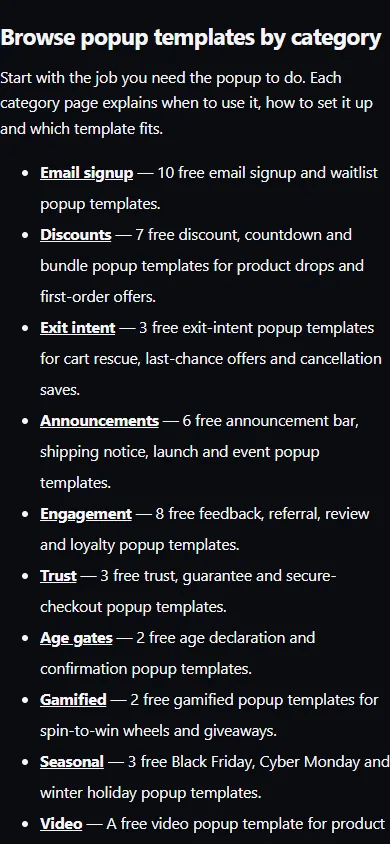 Browse popup templates by category
Start with the job you need the popup to do. Each
category page explains when to use it, how to set it up
and which template fits.
• Email signup — 10 free email signup and waitlist
popup templates.
• Discounts — 7 free discount, countdown and
bundle popup templates for product drops and
first-order offers.
• Exit intent — 3 free exit-intent popup templates
for cart rescue, last-chance offers and cancellation
saves.
• Announcements — 6 free announcement bar,
shipping notice, launch and event popup
templates.
• Engagement — 8 free feedback, referral, review
and loyalty popup templates.
• Trust — 3 free trust, guarantee and secure-
checkout popup templates.
• Age gates — 2 free age declaration and
confirmation popup templates.
• Gamified — 2 free gamified popup templates for
spin-to-win wheels and giveaways.
• Seasonal — 3 free Black Friday, Cyber Monday and
winter holiday popup templates.
• Video — A free video popup template for product